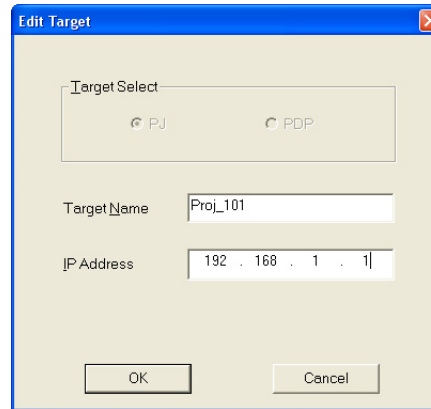 Edit Target
Target Select
PJ PDP
Target Name Proj_101
IP Address 192 . 168 . 1 . 1
OK Cancel